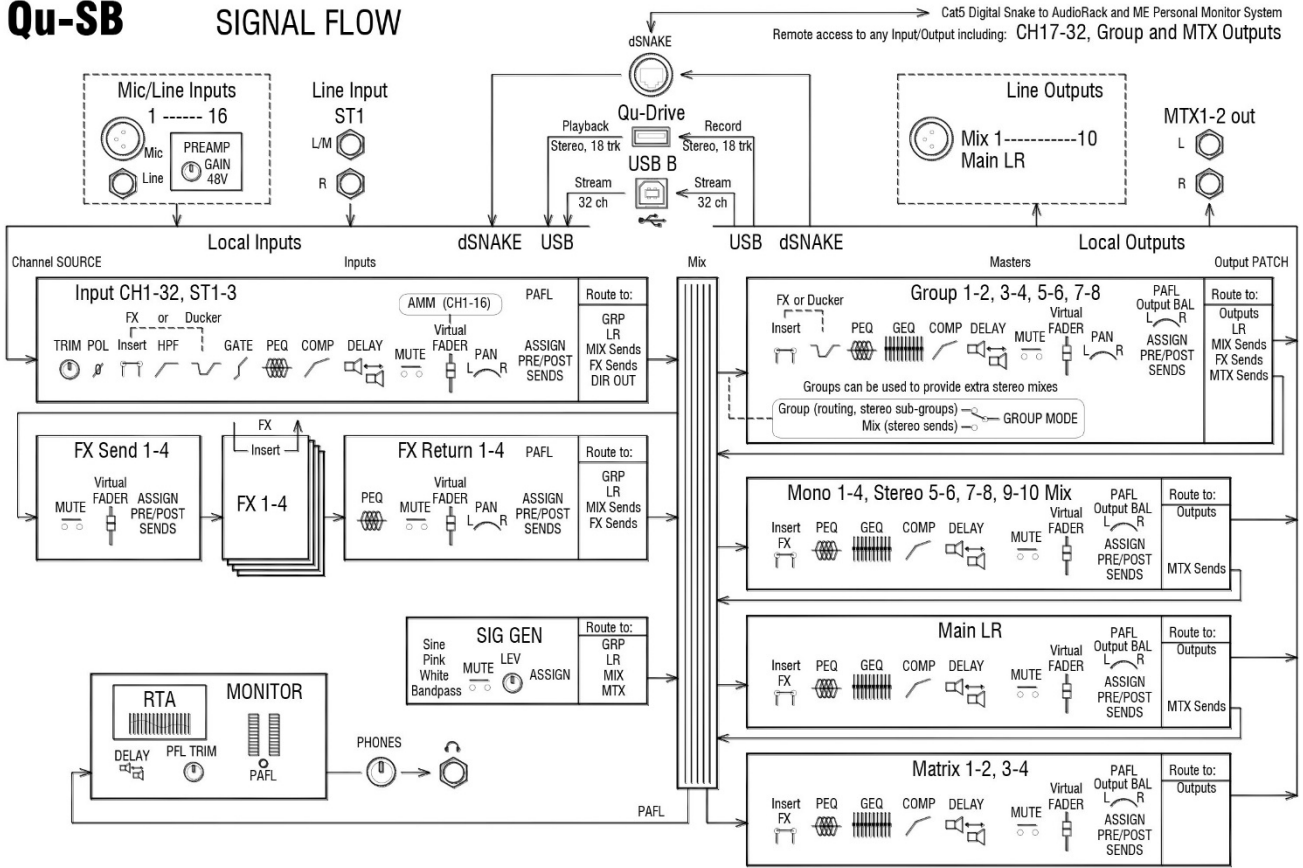 Qu-SB
SIGNAL FLOW
Cat5 Digital Snake to AudioRack and ME Personal Monitor System
Remote access to any Input/Output including: CH17-32, Group and MTX Outputs
dSNAKE
Mic/Line Inputs
1 ------ 16
Mic
Line
PREAMP
GAIN
48V
Line Input
ST1
L/M
R
Qu-Drive
Playback
Stereo, 18 trk
Record
Stereo, 18 trk
USB B
Stream
32 ch
Stream
32 ch
Line Outputs
Mix 1-----------10
Main LR
MTX1-2 out
L
R
Local Inputs
dSNAKE
USB
USB
dSNAKE
Local Outputs
Channel SOURCE
Inputs
Mix
Masters
Output PATCH
Input CH1-32, ST1-3
AMM (CH1-16)
PAFL
FX or Ducker
TRIM POL Insert HPF GATE PEQ COMP DELAY MUTE
Virtual
FADER
PAN
L R
ASSIGN
PRE/POST
SENDS
Route to:
GRP
LR
MIX Sends
FX Sends
DIR OUT
Group 1-2, 3-4, 5-6, 7-8
FX or Ducker
Insert PEQ GEQ COMP DELAY MUTE
Virtual
FADER
PAN
L R
PAFL
Output BAL
L R
ASSIGN
PRE/POST
SENDS
Route to:
Outputs
LR
MIX Sends
FX Sends
MTX Sends
Groups can be used to provide extra stereo mixes
Group (routing, stereo sub-groups)
Mix (stereo sends)
GROUP MODE
FX Send 1-4
MUTE
Virtual
FADER
ASSIGN
PRE/POST
SENDS
FX
Insert
FX 1-4
FX Return 1-4
PAFL
PEQ
MUTE
Virtual
FADER
PAN
L R
ASSIGN
PRE/POST
SENDS
Route to:
GRP
LR
MIX Sends
FX Sends
Mono 1-4, Stereo 5-6, 7-8, 9-10 Mix
Insert
FX
PEQ GEQ COMP DELAY
MUTE
Virtual
FADER
PAFL
Output BAL
L R
ASSIGN
PRE/POST
SENDS
Route to:
Outputs
MTX Sends
SIG GEN
Sine
Pink
White
Bandpass
MUTE
LEV
ASSIGN
Route to:
GRP
LR
MIX
MTX
Main LR
Insert
FX
PEQ GEQ COMP DELAY
MUTE
Virtual
FADER
PAFL
Output BAL
L R
ASSIGN
PRE/POST
SENDS
Route to:
Outputs
MTX Sends
RTA
MONITOR
DELAY
PFL TRIM
PAFL
PHONES
PAFL
Matrix 1-2, 3-4
Insert
FX
PEQ GEQ COMP DELAY
MUTE
Virtual
FADER
PAFL
Output BAL
L R
ASSIGN
PRE/POST
SENDS
Route to:
Outputs